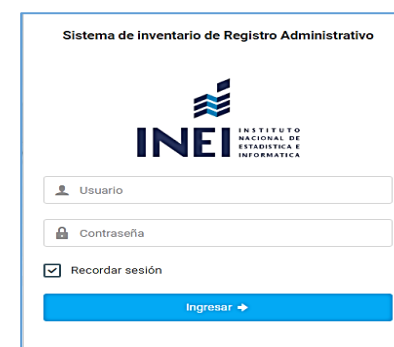 Sistema de inventario de Registro Administrativo
INEI
INSTITUTO
NACIONAL DE
ESTADISTICA E
INFORMATICA
Usuario
Contraseña
Recordar sesión
Ingresar →